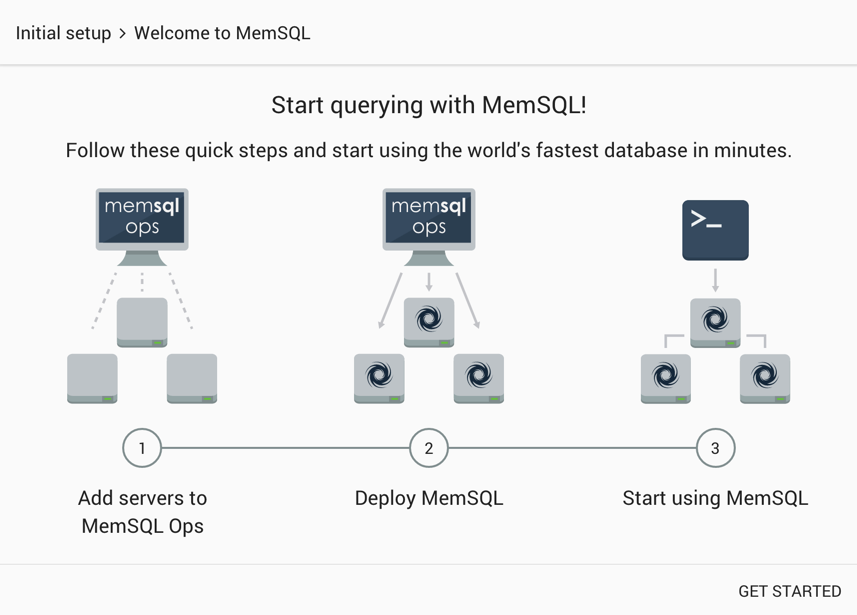 Initial setup > Welcome to MemSQL
Start querying with MemSQL!
Follow these quick steps and start using the world's fastest database in minutes.
memsql
ops
memsql
ops
>_
1
2
3
Add servers to
MemSQL Ops
Deploy MemSQL
Start using MemSQL
GET STARTED